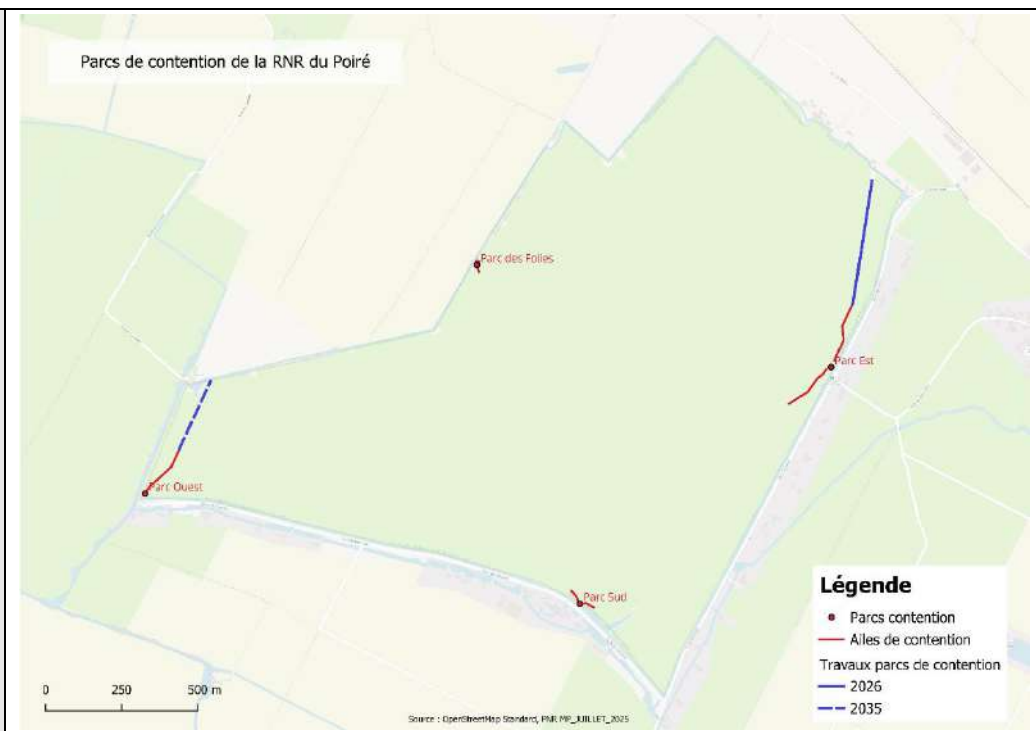 Parcs de contention de la RNR du Poiré
Parc des Folies
Parc Est
Parc Ouest
Parc Sud
Légende
Parcs contention
Ailes de contention
Travaux parcs de contention
2026
2035
0 250 500 m
Source : OpenStreetMap Standard, PNR MP_JUILLET_2025